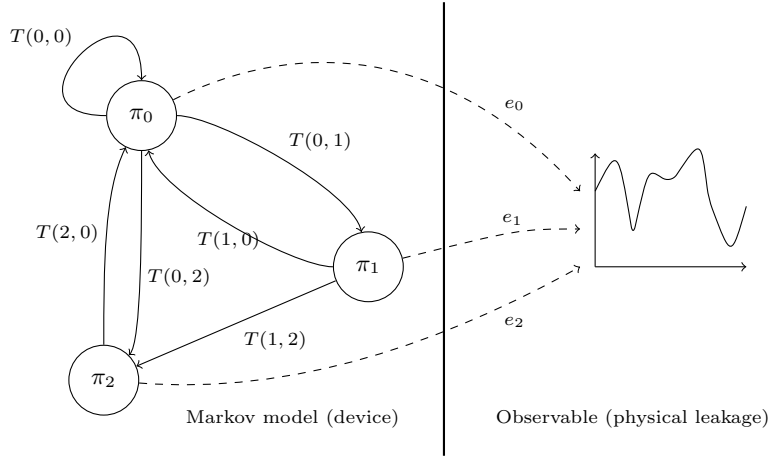 T(0, 0)
π0
e0
T(0, 1)
e1
T(2, 0)
T(1, 0)
π1
T(0, 2)
e2
T(1, 2)
π2
Markov model (device)
Observable (physical leakage)